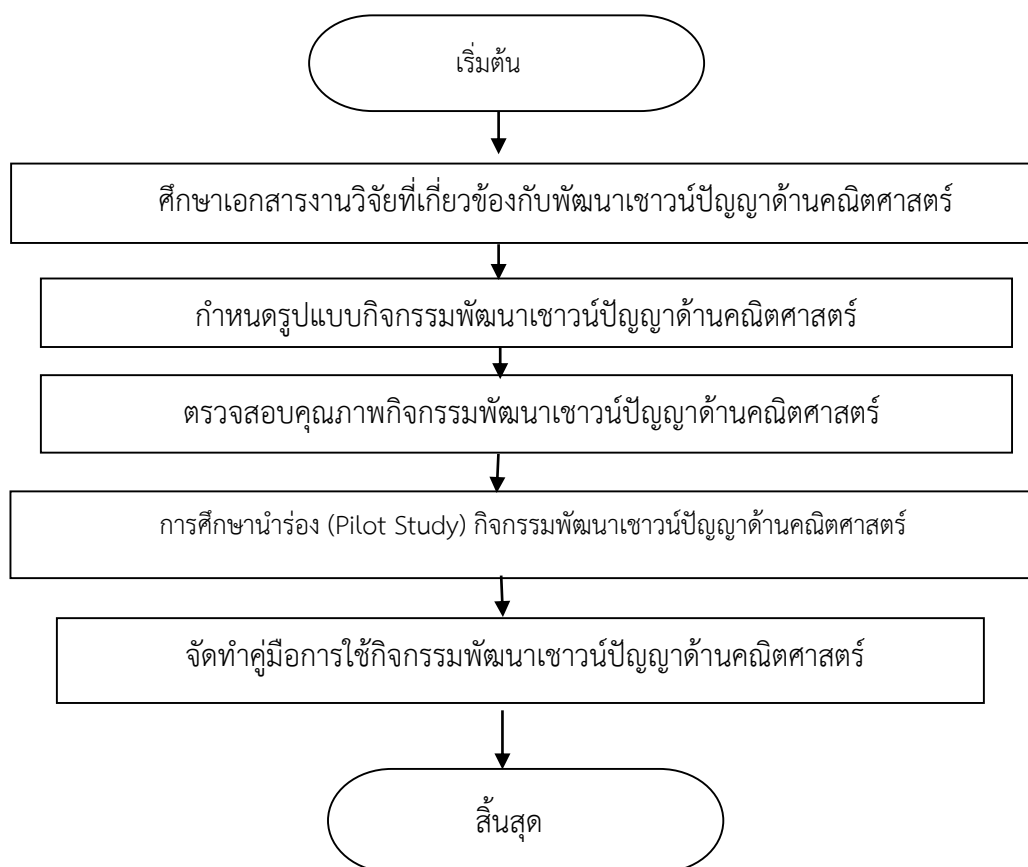 เริ่มต้น
ศึกษาเอกสารงานวิจัยที่เกี่ยวข้องกับพัฒนาเชาวน์ปัญญาด้านคณิตศาสตร์
กำหนดรูปแบบกิจกรรมพัฒนาเชาวน์ปัญญาด้านคณิตศาสตร์
ตรวจสอบคุณภาพกิจกรรมพัฒนาเชาวน์ปัญญาด้านคณิตศาสตร์
การศึกษานำร่อง (Pilot Study) กิจกรรมพัฒนาเชาวน์ปัญญาด้านคณิตศาสตร์
จัดทำคู่มือการใช้กิจกรรมพัฒนาเชาวน์ปัญญาด้านคณิตศาสตร์
สิ้นสุด